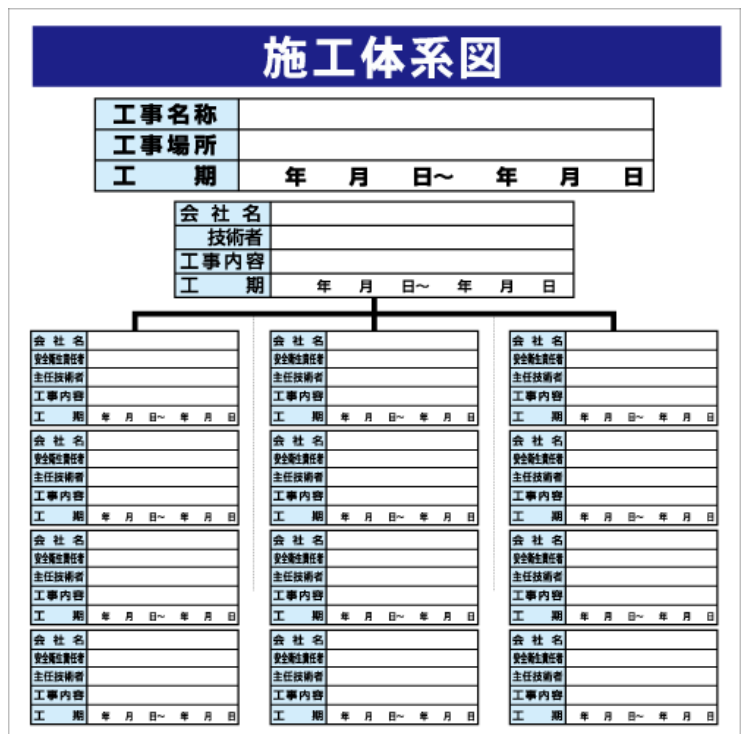 施工体系図
工事名称
工事場所
工 期 年 月 日～ 年 月 日
会 社 名
技術者
工事内容
工 期 年 月 日～ 年 月 日
会 社 名
安全衛生責任者
主任技術者
工事内容
工 期 年 月 日～ 年 月 日
会 社 名
安全衛生責任者
主任技術者
工事内容
工 期 年 月 日～ 年 月 日
会 社 名
安全衛生責任者
主任技術者
工事内容
工 期 年 月 日～ 年 月 日
会 社 名
安全衛生責任者
主任技術者
工事内容
工 期 年 月 日～ 年 月 日
会 社 名
安全衛生責任者
主任技術者
工事内容
工 期 年 月 日～ 年 月 日
会 社 名
安全衛生責任者
主任技術者
工事内容
工 期 年 月 日～ 年 月 日
会 社 名
安全衛生責任者
主任技術者
工事内容
工 期 年 月 日～ 年 月 日
会 社 名
安全衛生責任者
主任技術者
工事内容
工 期 年 月 日～ 年 月 日
会 社 名
安全衛生責任者
主任技術者
工事内容
工 期 年 月 日～ 年 月 日
会 社 名
安全衛生責任者
主任技術者
工事内容
工 期 年 月 日～ 年 月 日
会 社 名
安全衛生責任者
主任技術者
工事内容
工 期 年 月 日～ 年 月 日
会 社 名
安全衛生責任者
主任技術者
工事内容
工 期 年 月 日～ 年 月 日